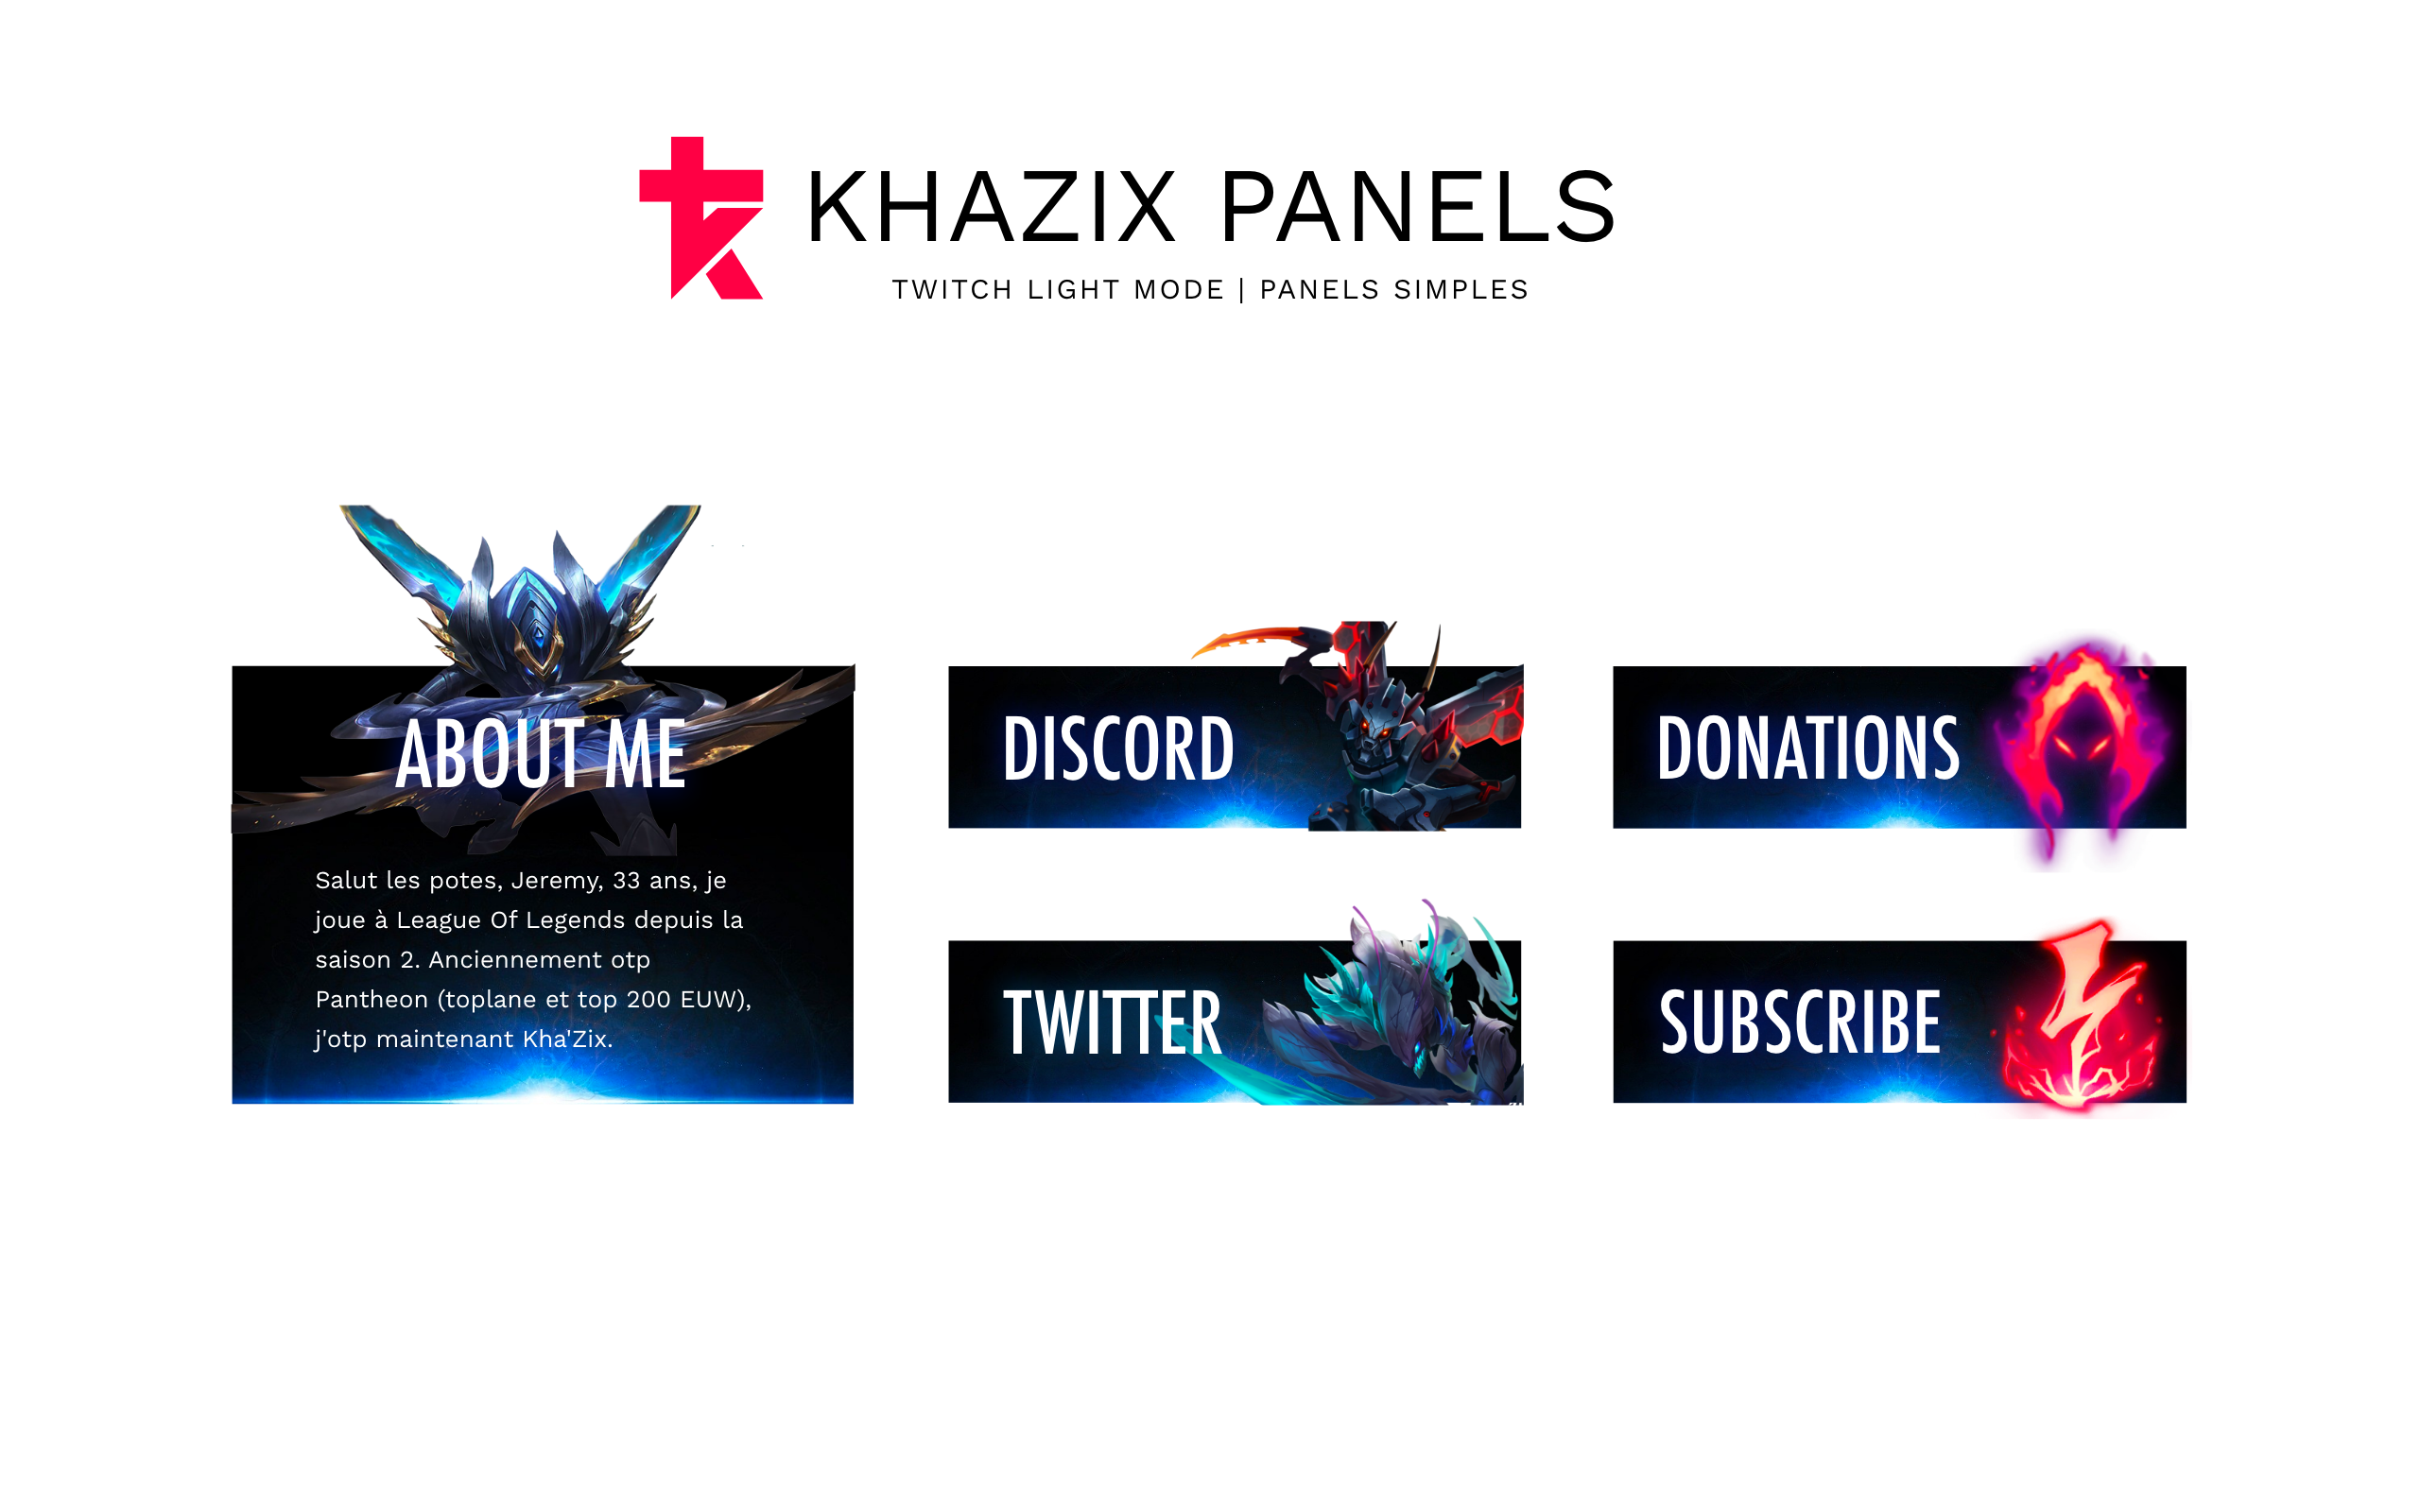 KHAZIX PANELS
TWITCH LIGHT MODE | PANELS SIMPLES
ABOUT ME
Salut les potes, Jeremy, 33 ans, je
joue à League Of Legends depuis la
saison 2. Anciennement otp
Pantheon (toplane et top 200 EUW),
j'otp maintenant Kha'Zix.
DISCORD
TWITTER
DONATIONS
SUBSCRIBE